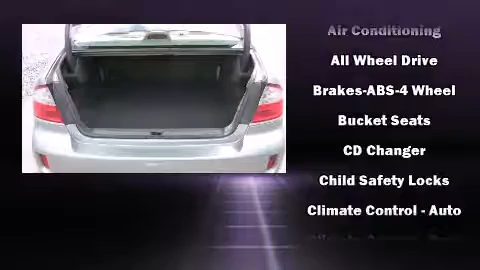 Air Conditioning
All Wheel Drive
Brakes-ABS-4 Wheel
Bucket Seats
CD Changer
Child Safety Locks
Climate Control - Auto